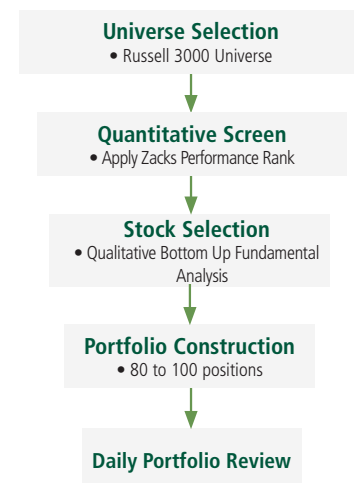 Universe Selection
• Russell 3000 Universe
Quantitative Screen
• Apply Zacks Performance Rank
Stock Selection
• Qualitative Bottom Up Fundamental
Analysis
Portfolio Construction
• 80 to 100 positions
Daily Portfolio Review